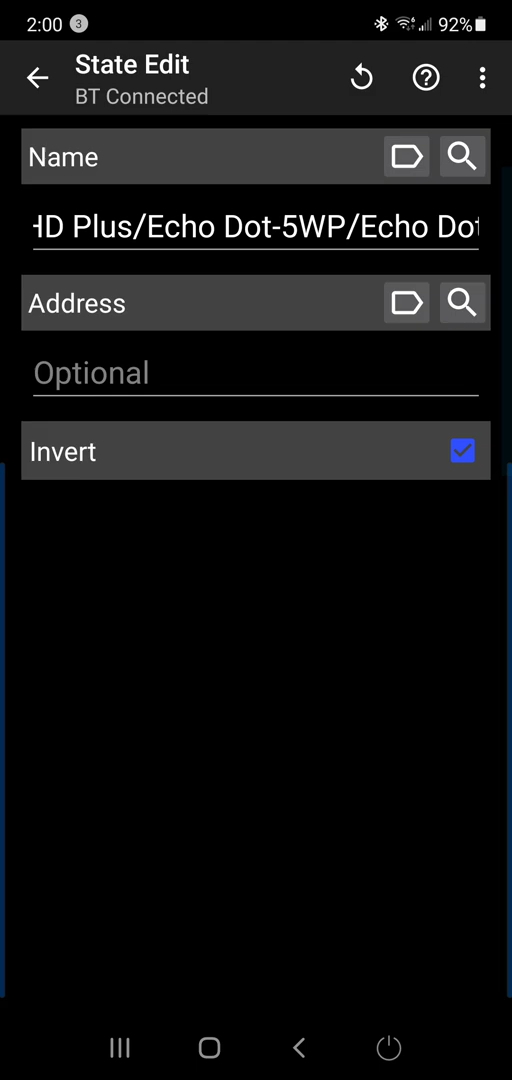 2:00 3 92%
State Edit
BT Connected
Name
HD Plus/Echo Dot-5WP/Echo Dot
Address
Optional
Invert